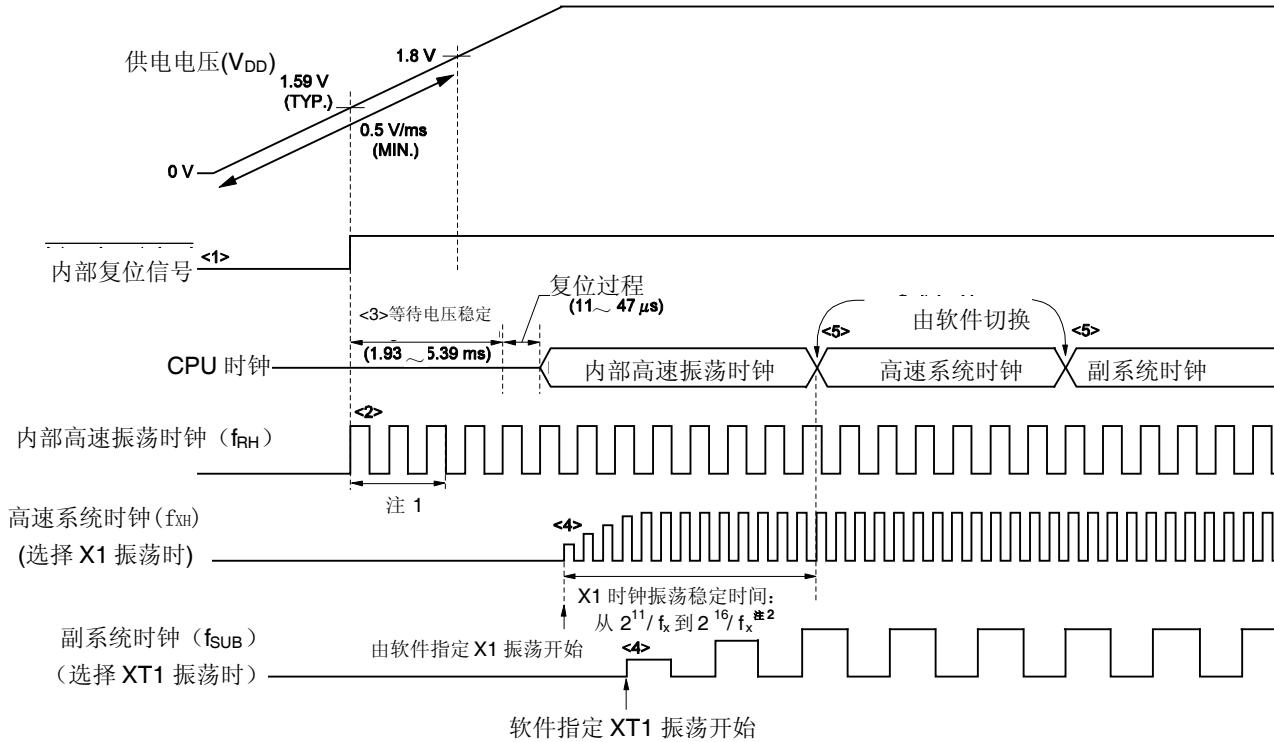 供电电压(VDD)
1.8 V
1.59 V
(TYP.)
0.5 V/ms
(MIN.)
0 V
内部复位信号
<1>
复位过程
(11～ 47 μs)
<3>等待电压稳定
(1.93 ～ 5.39 ms)
<5>
由软件切换
<5>
CPU 时钟
内部高速振荡时钟
高速系统时钟
副系统时钟
<2>
内部高速振荡时钟（fRH）
注 1
高速系统时钟(fXH)
(选择 X1 振荡时)
<4>
X1 时钟振荡稳定时间：
从 2^11/ fx 到 2^16/ fx 注 2
由软件指定 X1 振荡开始
副系统时钟（fSUB）
（选择 XT1 振荡时）
<4>
软件指定 XT1 振荡开始